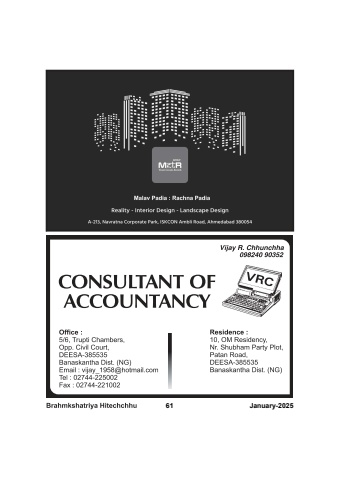 Malav Padia : Rachna Padia
Reality - Interior Design - Landscape Design
A-213, Navratna Corporate Park, ISKCON Ambli Road, Ahmedabad 380054
Vijay R. Chhunchha
098240 90352
CONSULTANT OF
ACCOUNTANCY
VRC
Office :
5/6, Trupti Chambers,
Opp. Civil Court,
DEESA-385535
Banaskantha Dist. (NG)
Email : vijay_1958@hotmail.com
Tel : 02744-225002
Fax : 02744-221002
Residence :
10, OM Residency,
Nr. Shubham Party Plot,
Patan Road,
DEESA-385535
Banaskantha Dist. (NG)
Brahmkshatriya Hitechchhu
61
January-2025